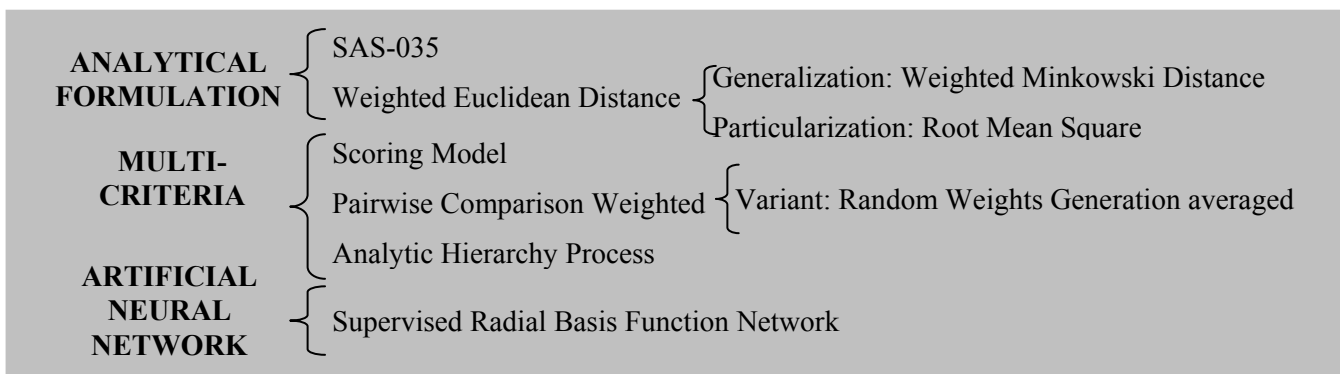 ANALYTICAL
FORMULATION
SAS-035
Weighted Euclidean Distance
Generalization: Weighted Minkowski Distance
Particularization: Root Mean Square
MULTI-
CRITERIA
Scoring Model
Pairwise Comparison Weighted
Variant: Random Weights Generation averaged
Analytic Hierarchy Process
ARTIFICIAL
NEURAL
NETWORK
Supervised Radial Basis Function Network